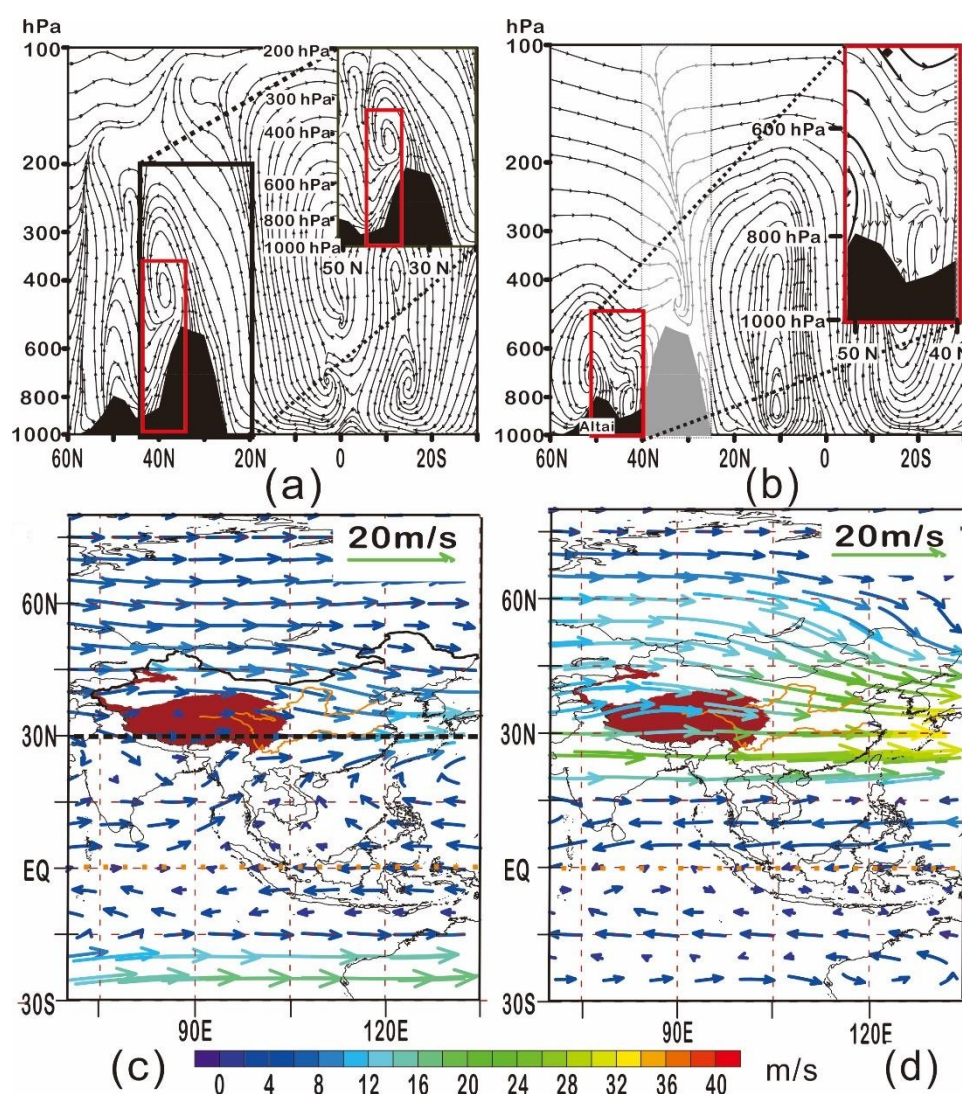 hPa
100
200
300
400
600
800
1000
60N
40N
20N
0
20S
200 hPa
300 hPa
400 hPa
600 hPa
800 hPa
1000 hPa
50 N
30 N
(a)
hPa
100
200
300
400
600
800
1000
60N
40N
20N
0
20S
Altai
600 hPa
800 hPa
1000 hPa
50 N
40 N
(b)
20m/s
60N
30N
EQ
30S
90E
120E
(c)
20m/s
60N
30N
EQ
30S
90E
120E
(d)
0 4 8 12 16 20 24 28 32 36 40 m/s